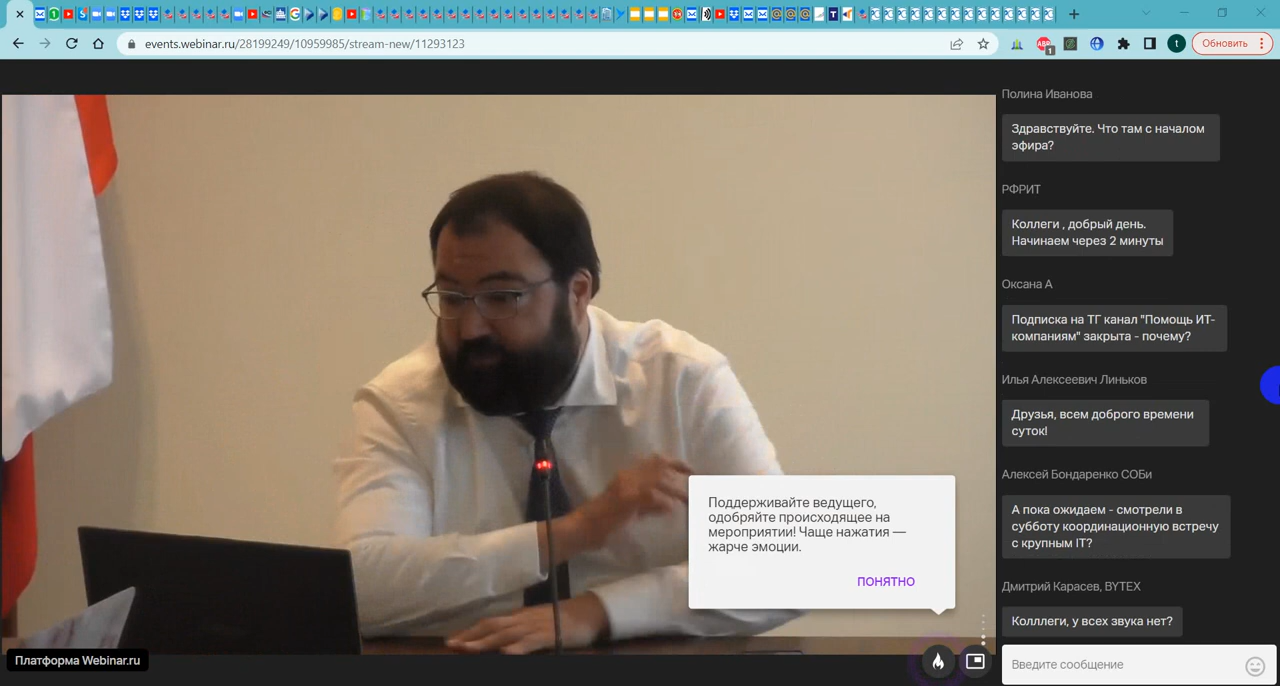 events.webinar.ru/28199249/10959985/stream-new/11293123
ABP
1
t
Обновить
Полина Иванова
Здравствуйте. Что там с началом
эфира?
РФРИТ
Коллеги , добрый день.
Начинаем через 2 минуты
Оксана А
Подписка на ТГ канал "Помощь ИТ-
компаниям" закрыта - почему?
Илья Алексеевич Линьков
Друзья, всем доброго времени
суток!
Алексей Бондаренко СОБи
А пока ожидаем - смотрели в
субботу координационную встречу
с крупным IT?
Дмитрий Карасев, BYTEX
Колллеги, у всех звука нет?
Введите сообщение
Поддерживайте ведущего,
одобряйте происходящее на
мероприятии! Чаще нажатия —
жарче эмоции.
ПОНЯТНО
Платформа Webinar.ru